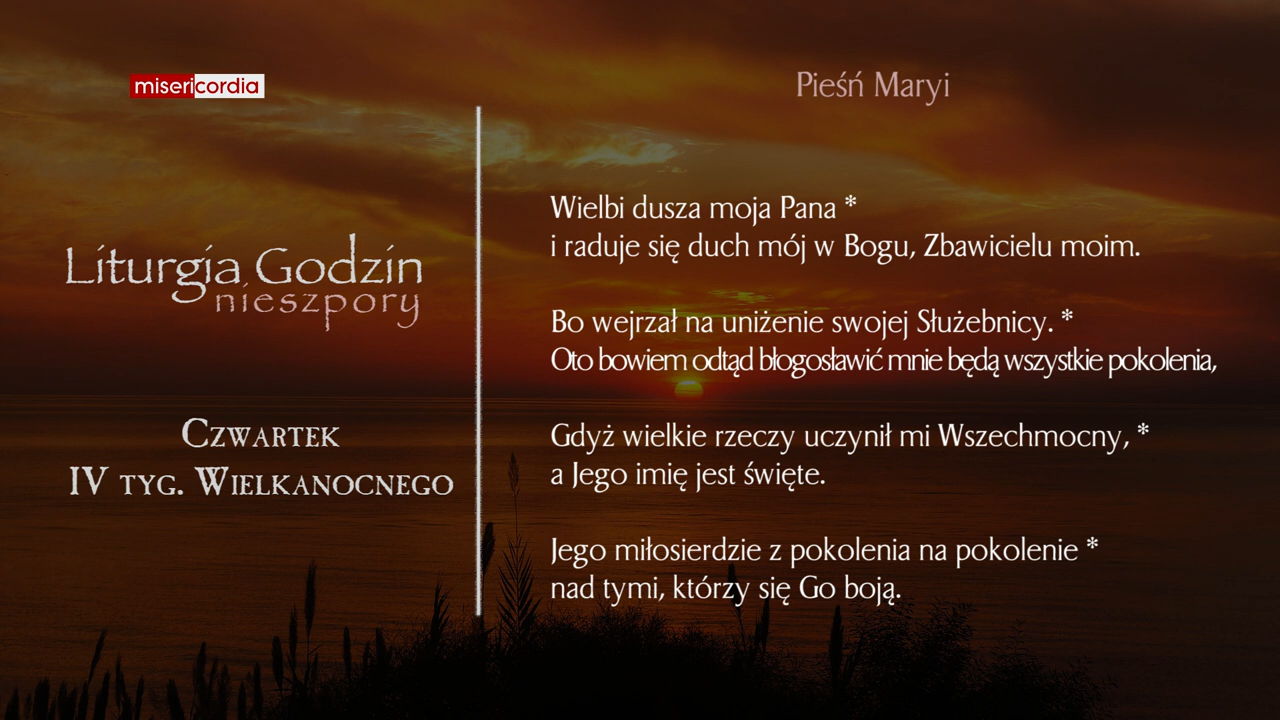 misericordia
Liturgia Godzin
nieszpory
Czwartek
IV tyg. Wielkanocnego
Pieśń Maryi
Wielbi dusza moja Pana *
i raduje się duch mój w Bogu, Zbawicielu moim.
Bo wejrzał na uniżenie swojej Służebnicy. *
Oto bowiem odtąd błogosławić mnie będą wszystkie pokolenia,
Gdyż wielkie rzeczy uczynił mi Wszechmocny, *
a Jego imię jest święte.
Jego miłosierdzie z pokolenia na pokolenie *
nad tymi, którzy się Go boją.